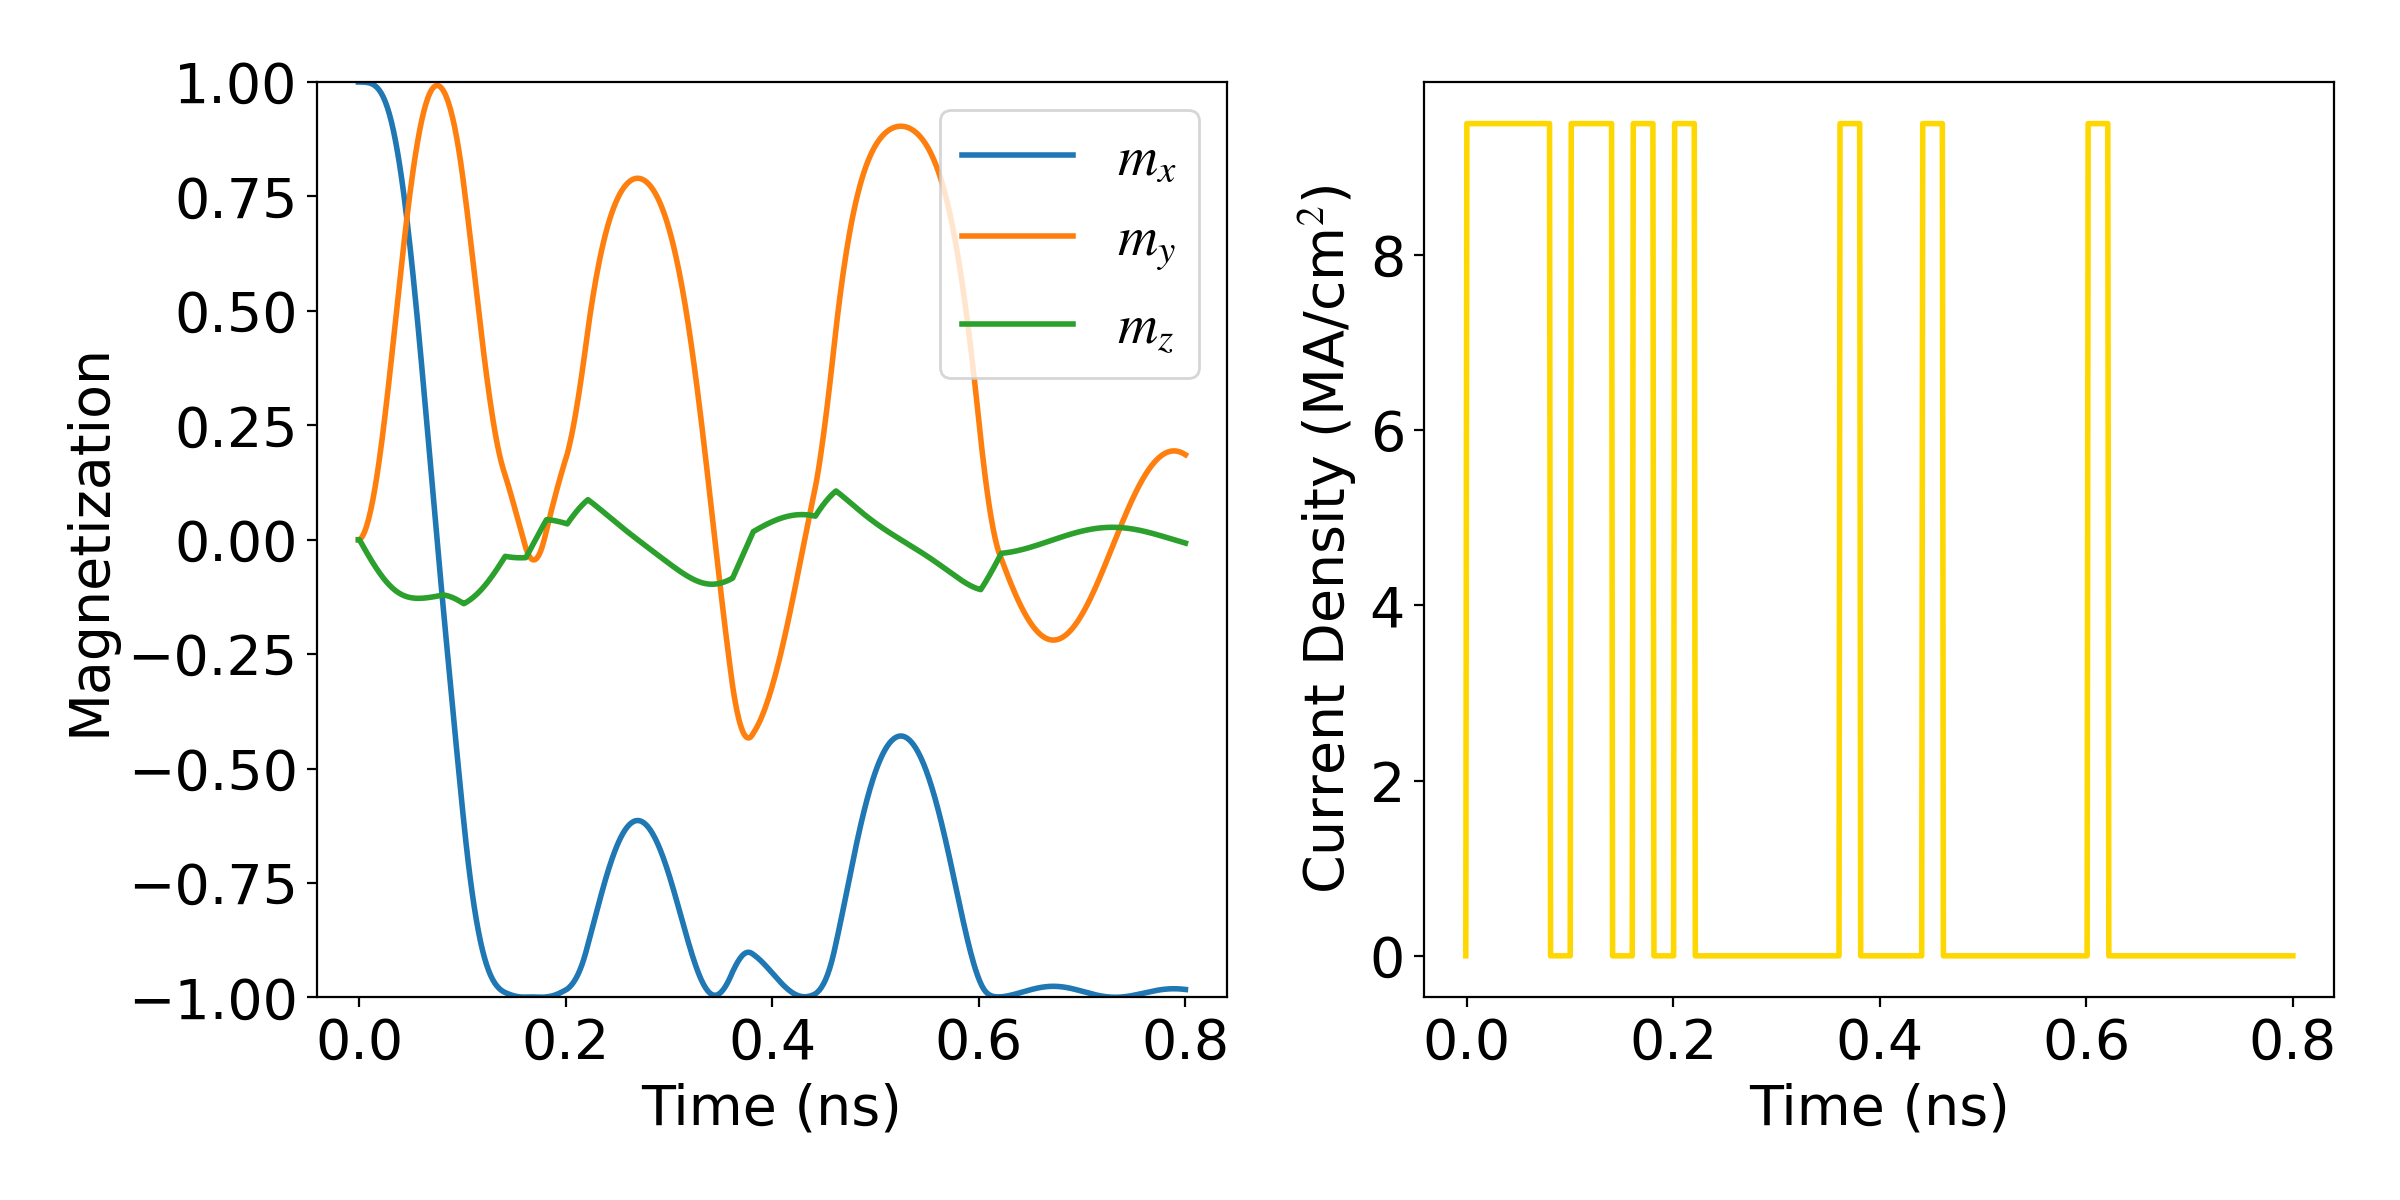 Magnetization
1.00
0.75
0.50
0.25
0.00
−0.25
−0.50
−0.75
−1.00
0.0 0.2 0.4 0.6 0.8
Time (ns)
m_x
m_y
m_z
Current Density (MA/cm²)
8
6
4
2
0
0.0 0.2 0.4 0.6 0.8
Time (ns)